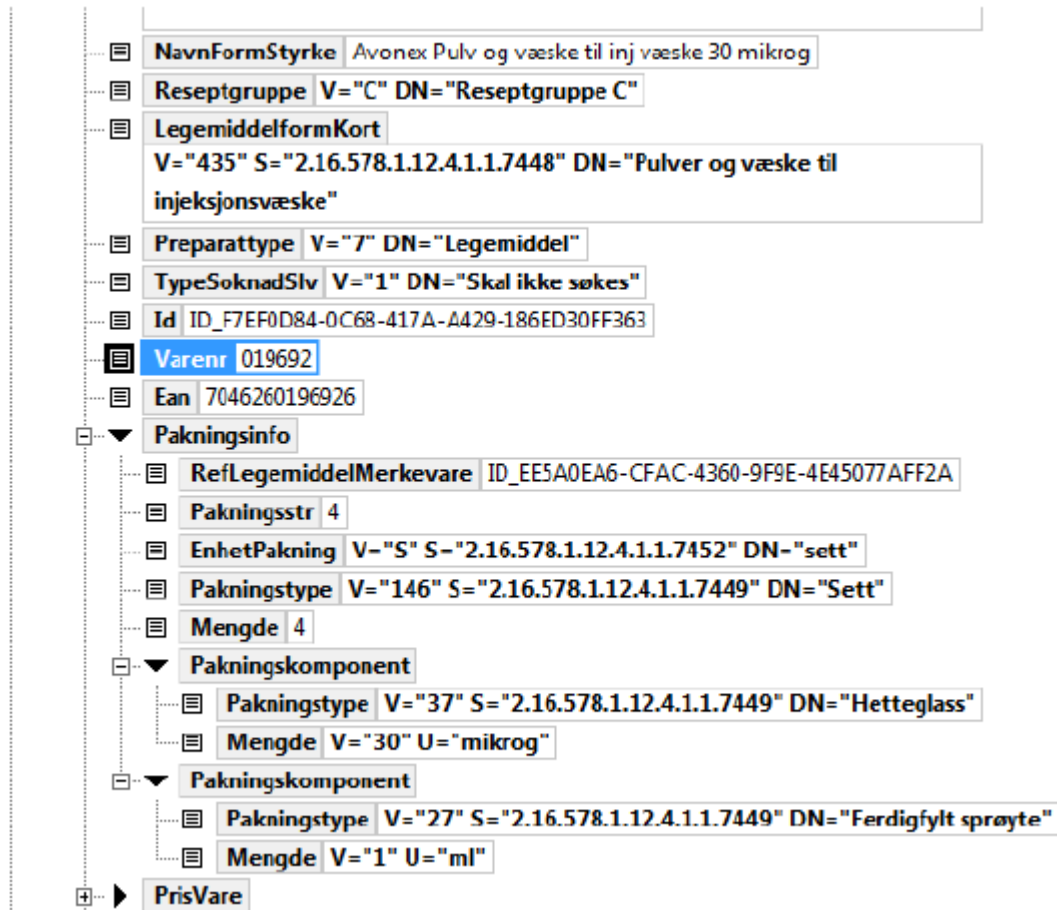 NavnFormStyrke Avonex Pulv og væske til inj væske 30 mikrog
Reseptgruppe V="C" DN="Reseptgruppe C"
LegemiddelformKort
V="435" S="2.16.578.1.12.4.1.1.7448" DN="Pulver og væske til
injeksjonsvæske"
Preparattype V="7" DN="Legemiddel"
TypeSoknadSlv V="1" DN="Skal ikke søkes"
Id ID_F7EF0D84-0C68-417A-A429-186ED30FF363
Varenr 019692
Ean 7046260196926
Pakningsinfo
RefLegemiddelMerkevare ID_EE5A0EA6-CFAC-4360-9F9E-4E45077AFF2A
Pakningsstr 4
EnhetPakning V="S" S="2.16.578.1.12.4.1.1.7452" DN="sett"
Pakningstype V="146" S="2.16.578.1.12.4.1.1.7449" DN="Sett"
Mengde 4
Pakningskomponent
Pakningstype V="37" S="2.16.578.1.12.4.1.1.7449" DN="Hetteglass"
Mengde V="30" U="mikrog"
Pakningskomponent
Pakningstype V="27" S="2.16.578.1.12.4.1.1.7449" DN="Ferdigfylt sprøyte"
Mengde V="1" U="ml"
PrisVare